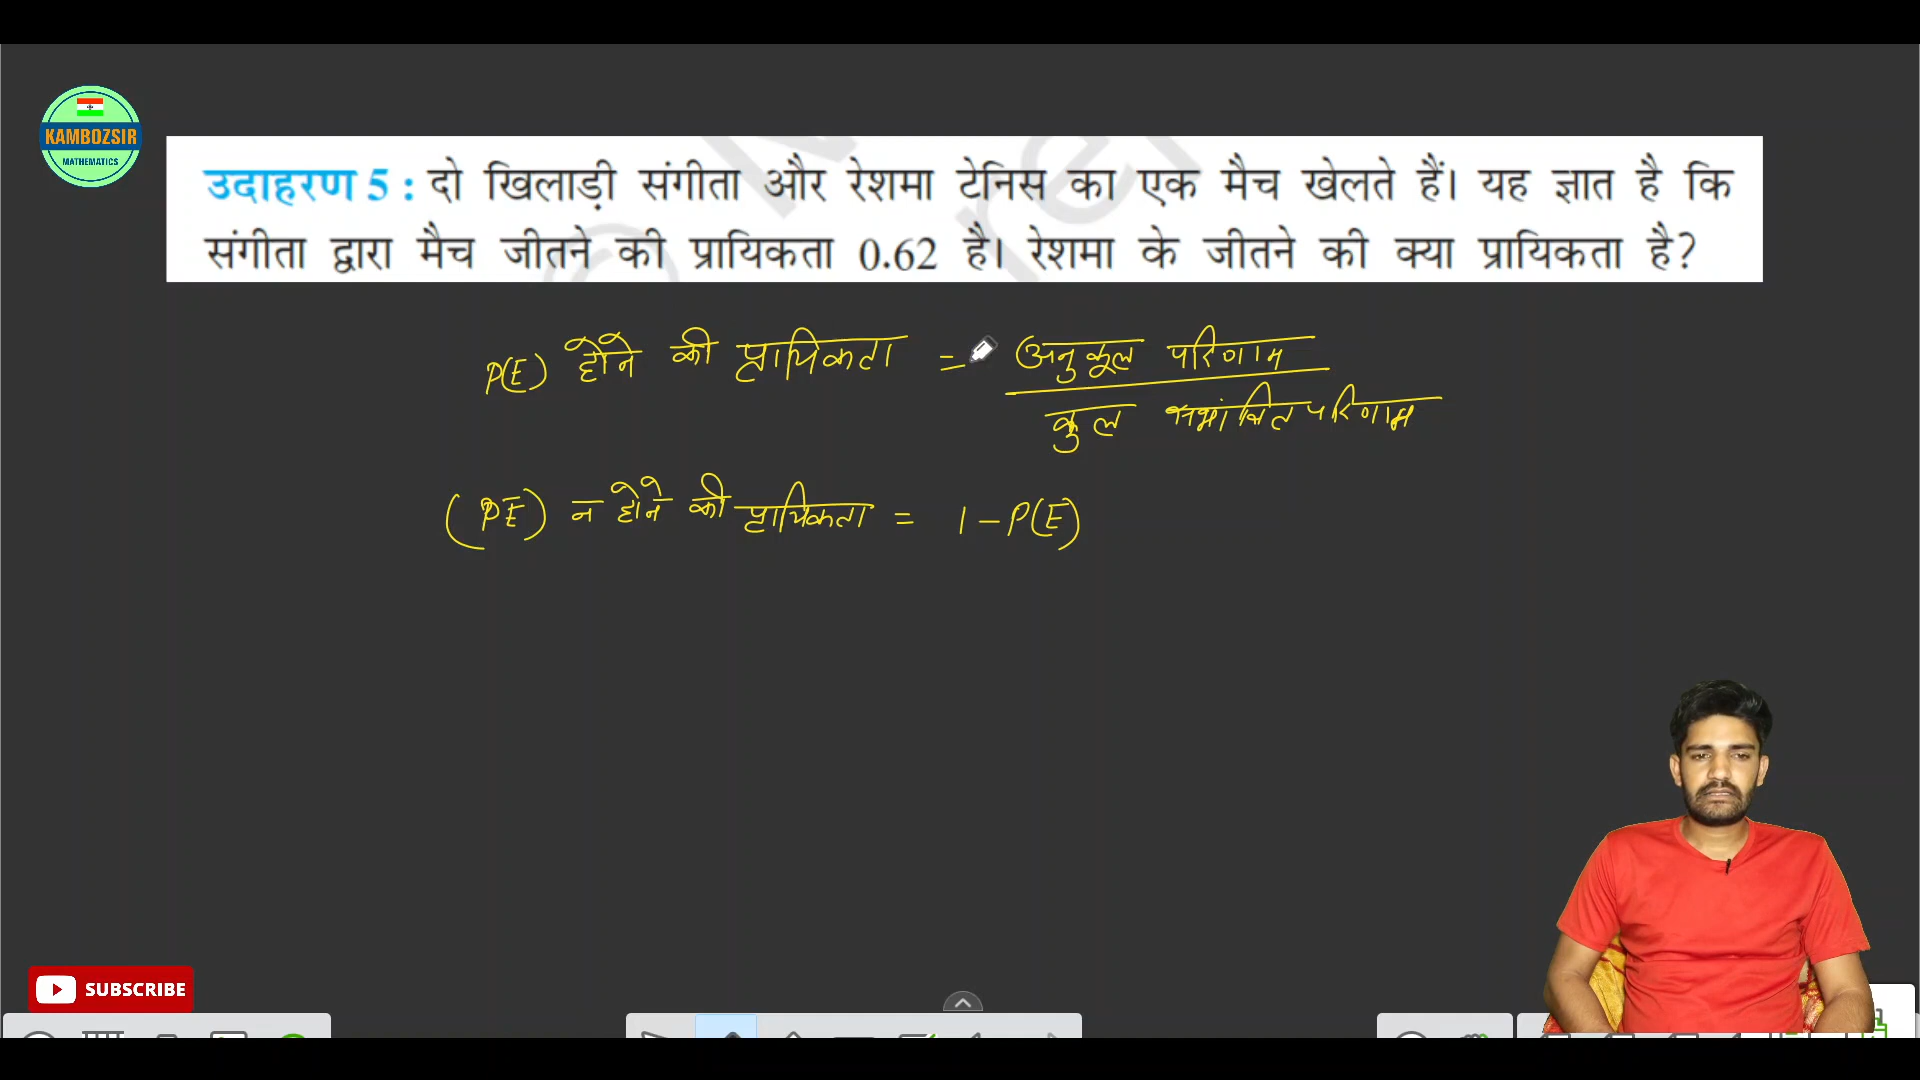 KAMBOZSIR
MATHEMATICS
उदाहरण 5 : दो खिलाड़ी संगीता और रेशमा टेनिस का एक मैच खेलते हैं। यह ज्ञात है कि
संगीता द्वारा मैच जीतने की प्रायिकता 0.62 है। रेशमा के जीतने की क्या प्रायिकता है?
P(E) होने की प्रायिकता = अनुकूल परिणाम
कुल सभांवित परिणाम
(PE) न होने की प्रायिकता = 1 - P(E)
SUBSCRIBE